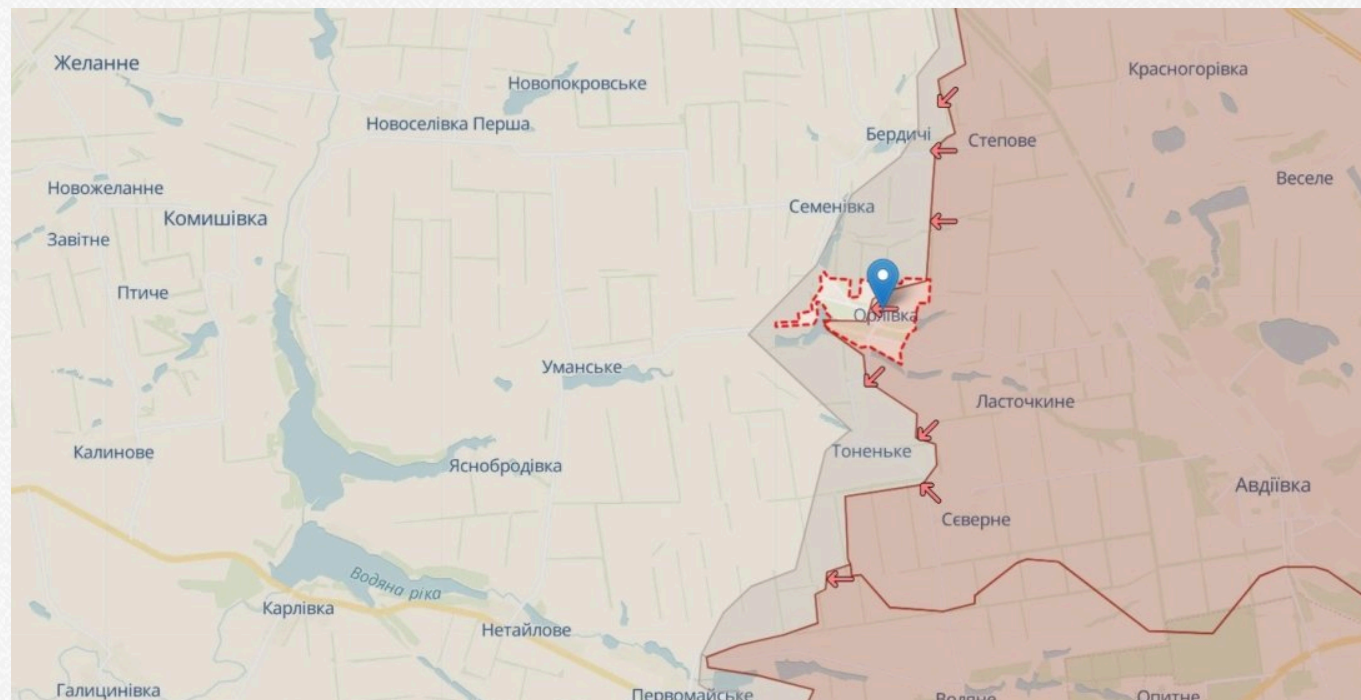 Желанне
Красногорівка
Новопокровське
Новоселівка Перша
Бердичі
Степове
Веселе
Новожеланне
Комишівка
Семенівка
Завітне
Птиче
Орлівка
Уманське
Ласточкине
Калинове
Яснобродівка
Тоненьке
Авдіївка
Сєверне
Водяна ріка
Карлівка
Нетайлове
Галицинівка
Первомайське
Водяне
Опитне